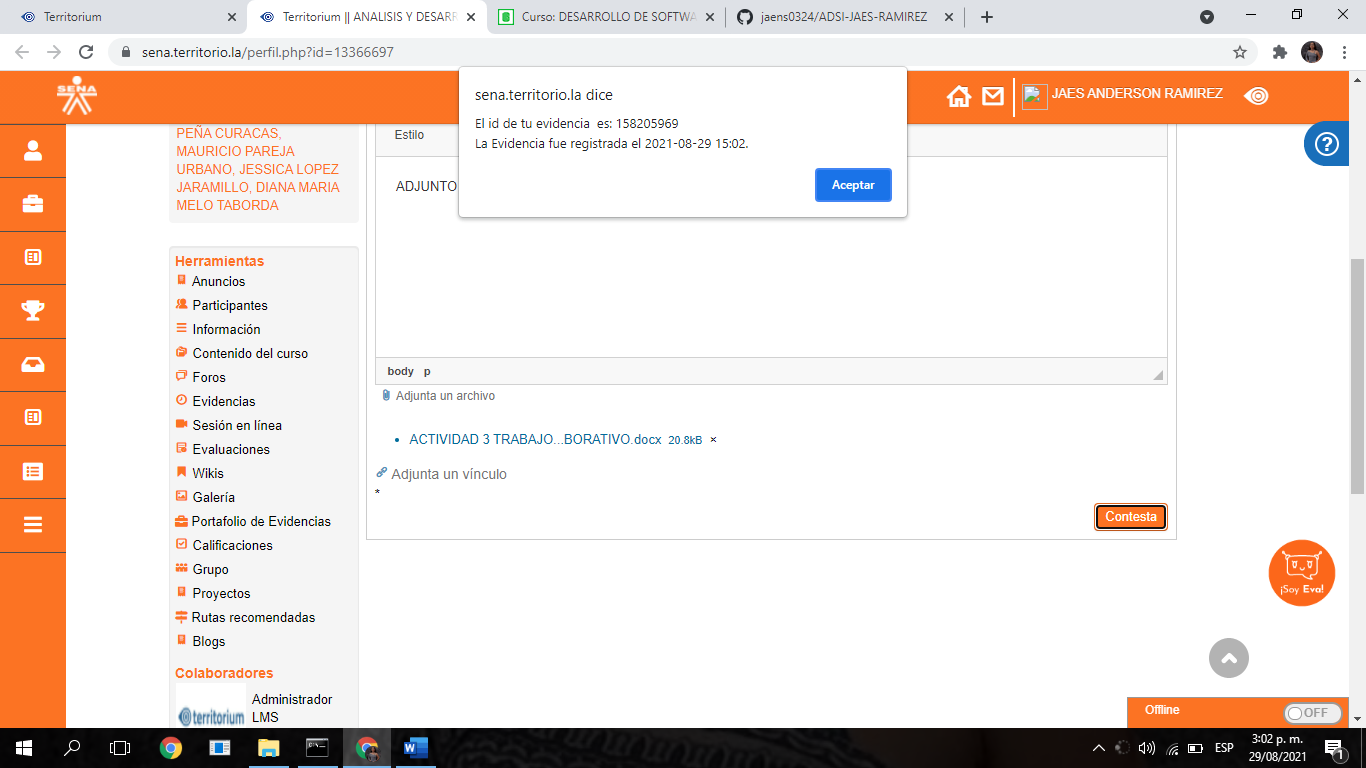 Territorium
Territorium || ANALISIS Y DESARR
Curso: DESARROLLO DE SOFTWA
jaens0324/ADSI-JAES-RAMIREZ
sena.territorio.la/perfil.php?id=13366697
SENA
JAES ANDERSON RAMIREZ
sena.territorio.la dice
El id de tu evidencia es: 158205969
La Evidencia fue registrada el 2021-08-29 15:02.
Aceptar
PEÑA CURACAS,
MAURICIO PAREJA
URBANO, JESSICA LOPEZ
JARAMILLO, DIANA MARIA
MELO TABORDA
Estilo
ADJUNTO
Herramientas
Anuncios
Participantes
Información
Contenido del curso
Foros
Evidencias
Sesión en línea
Evaluaciones
Wikis
Galería
Portafolio de Evidencias
Calificaciones
Grupo
Proyectos
Rutas recomendadas
Blogs
Colaboradores
territorium
Administrador
LMS
body p
Adjunta un archivo
• ACTIVIDAD 3 TRABAJO...BORATIVO.docx 20.8kB ×
Adjunta un vínculo
*
Contesta
¡Soy Eva!
Offline
OFF
ESP
3:02 p. m.
29/08/2021
1